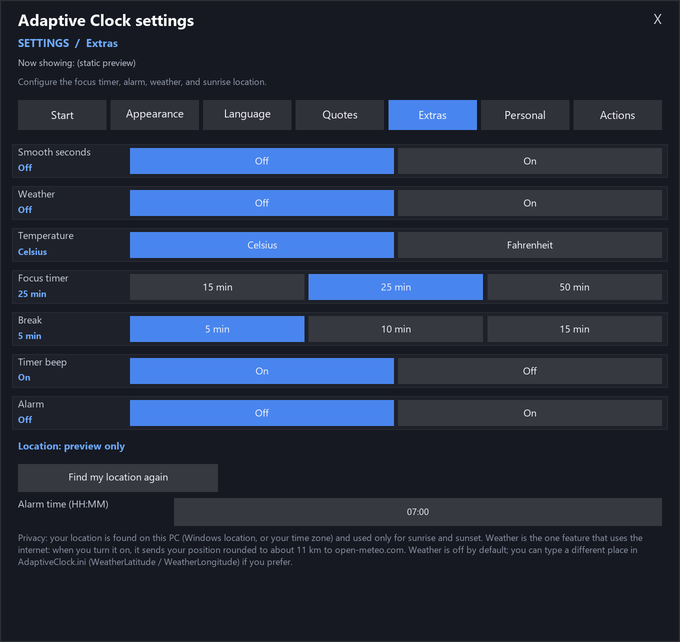 Adaptive Clock settings
X
SETTINGS / Extras
Now showing: (static preview)
Configure the focus timer, alarm, weather, and sunrise location.
Start Appearance Language Quotes Extras Personal Actions
Smooth seconds
Off
Off On
Weather
Off
Off On
Temperature
Celsius
Celsius Fahrenheit
Focus timer
25 min
15 min 25 min 50 min
Break
5 min
5 min 10 min 15 min
Timer beep
On
On Off
Alarm
Off
Off On
Location: preview only
Find my location again
Alarm time (HH:MM)
07:00
Privacy: your location is found on this PC (Windows location, or your time zone) and used only for sunrise and sunset. Weather is the one feature that uses the
internet: when you turn it on, it sends your position rounded to about 11 km to open-meteo.com. Weather is off by default; you can type a different place in
AdaptiveClock.ini (WeatherLatitude / WeatherLongitude) if you prefer.